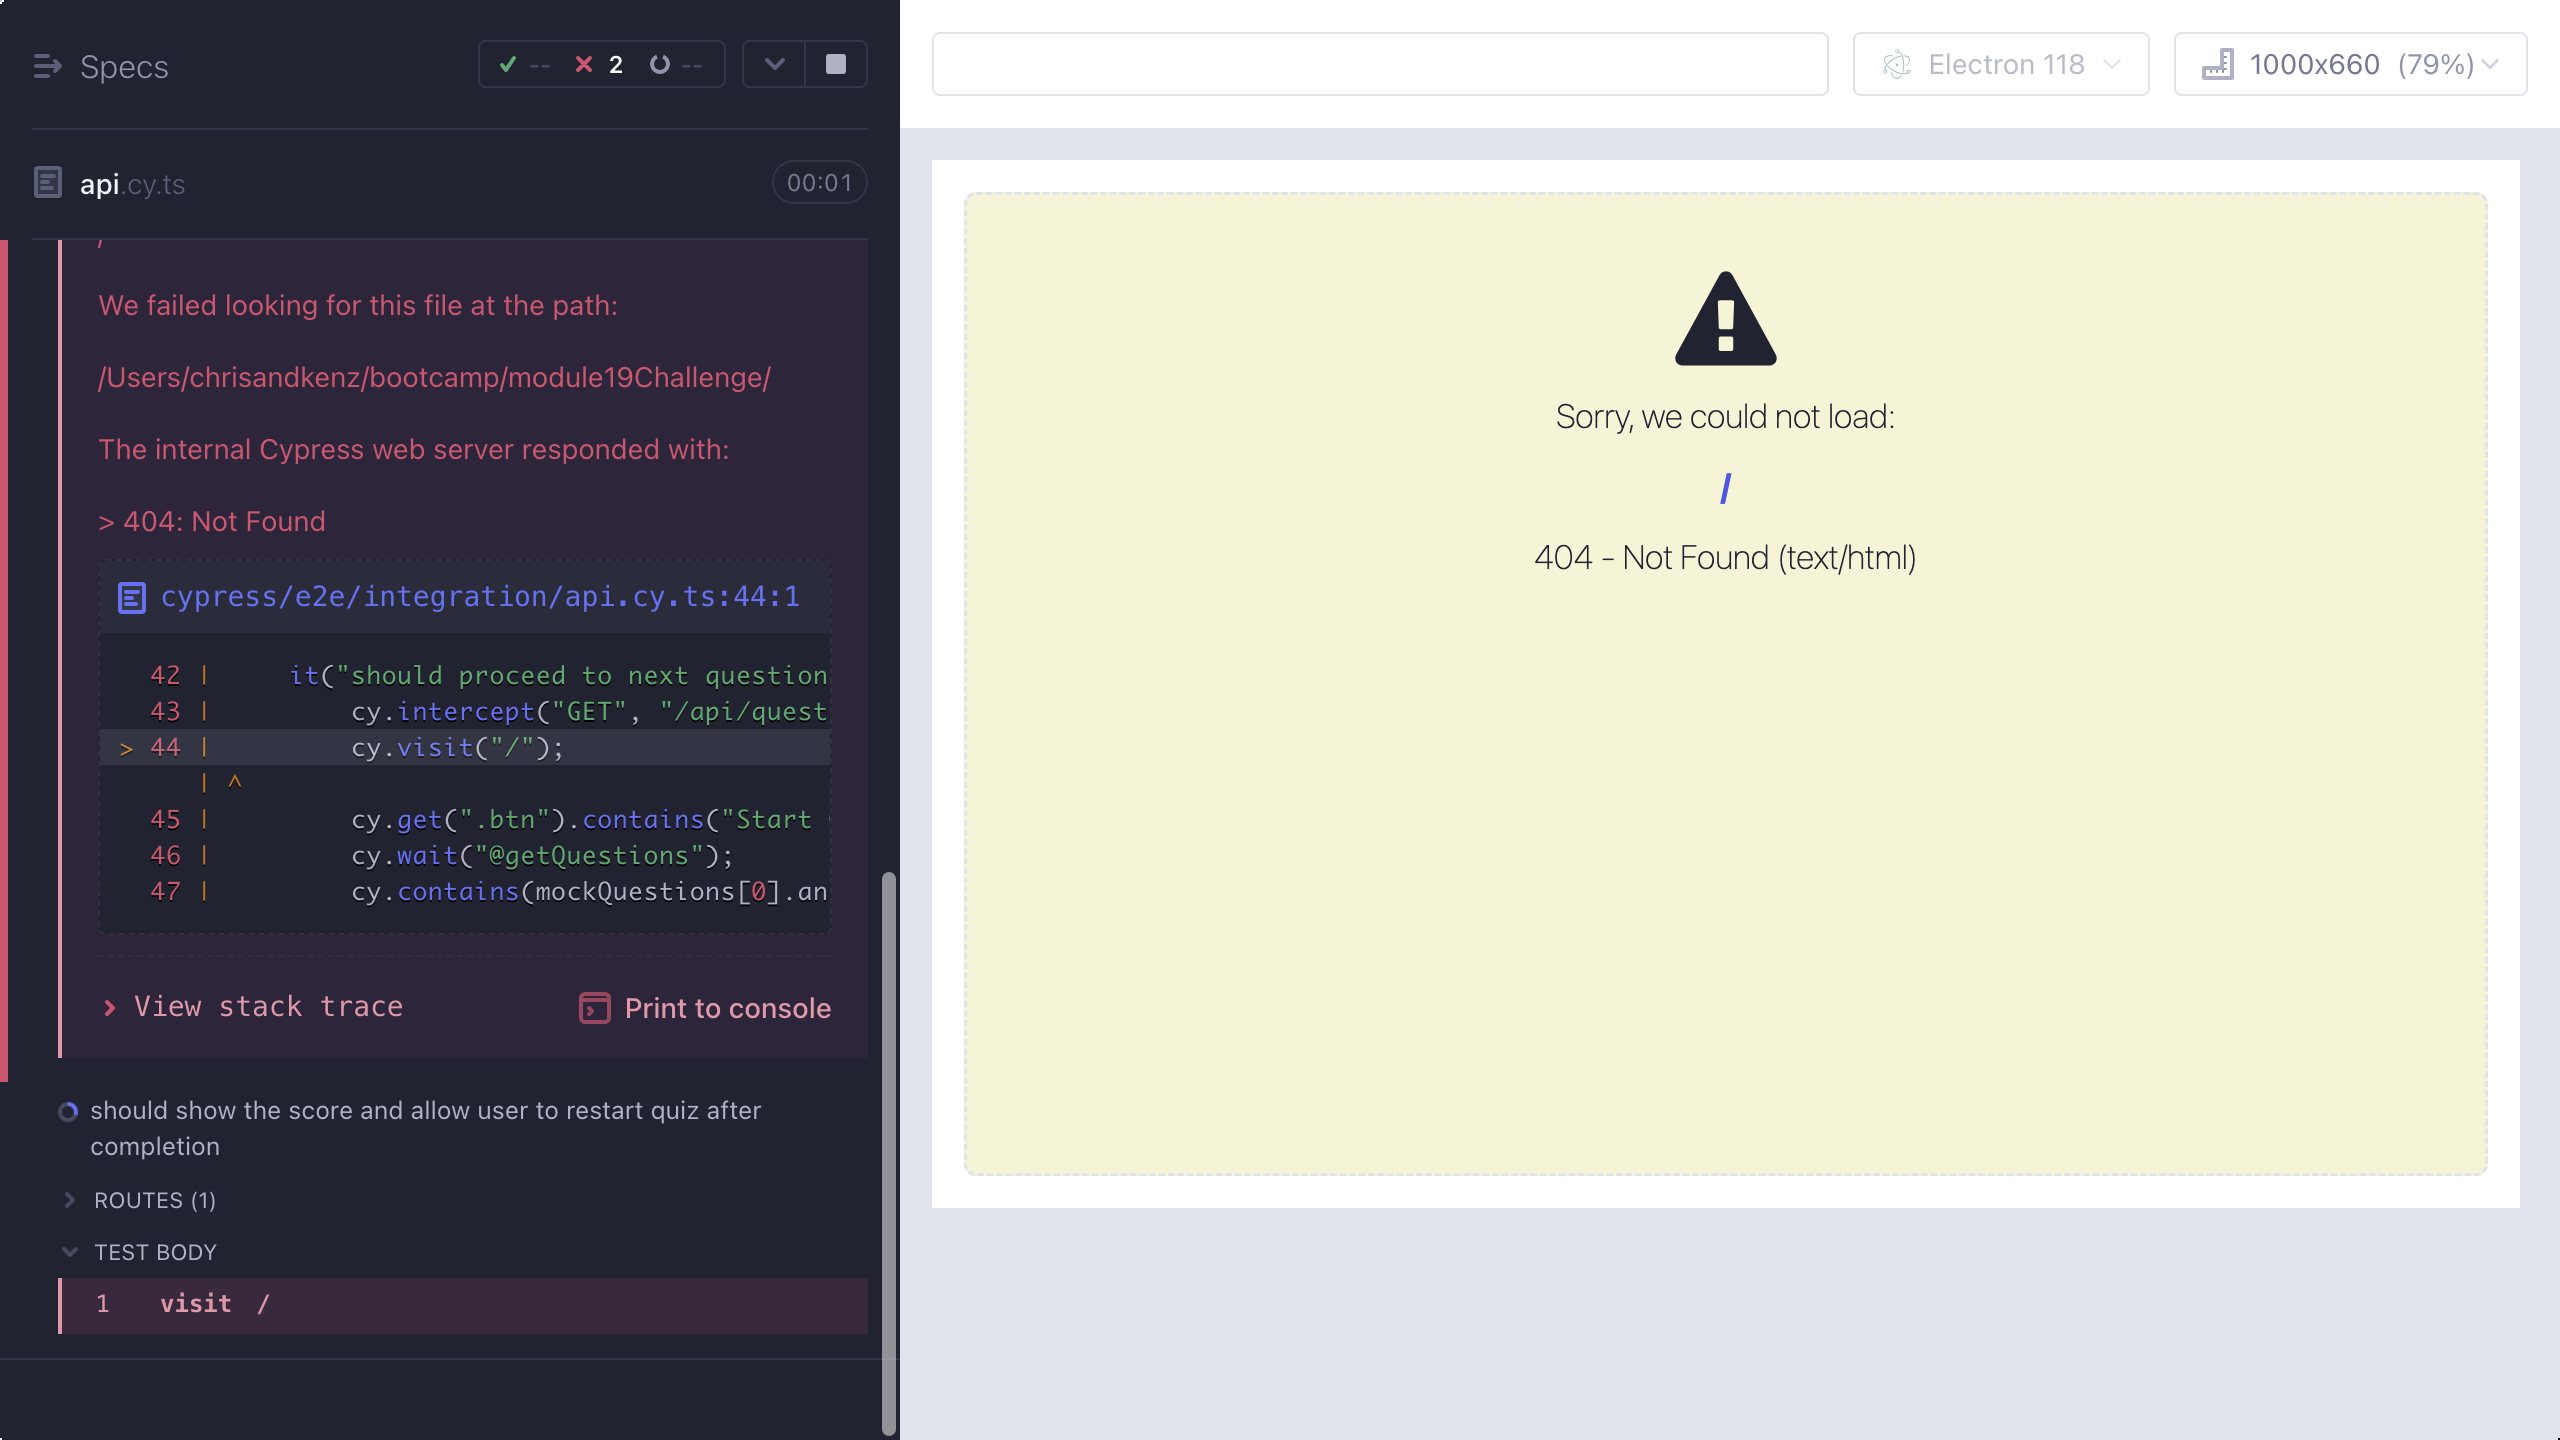 Specs
-- 2 --
api.cy.ts
00:01
/
We failed looking for this file at the path:
/Users/chrisandkenz/bootcamp/module19Challenge/
The internal Cypress web server responded with:
> 404: Not Found
cypress/e2e/integration/api.cy.ts:44:1
42 | it("should proceed to next question
43 | cy.intercept("GET", "/api/quest
> 44 | cy.visit("/");
| ^
45 | cy.get(".btn").contains("Start
46 | cy.wait("@getQuestions");
47 | cy.contains(mockQuestions[0].an
View stack trace
Print to console
should show the score and allow user to restart quiz after
completion
ROUTES (1)
TEST BODY
1 visit /
Electron 118
1000x660 (79%)
Sorry, we could not load:
/
404 - Not Found (text/html)